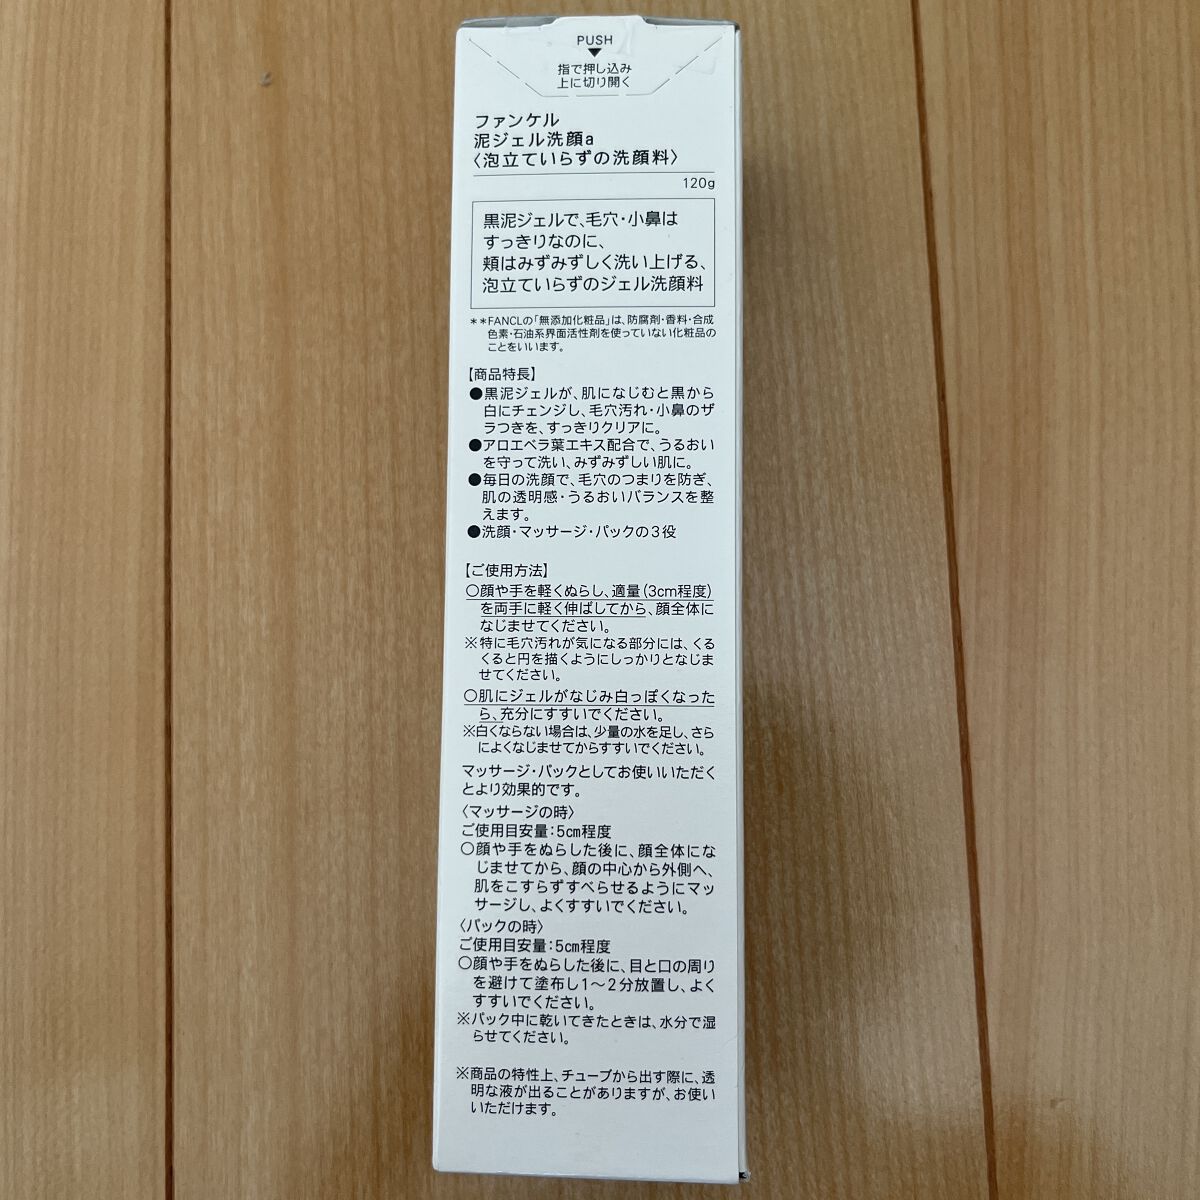 PUSH
▼
指で押し込み
上に切り開く
ファンケル
泥ジェル洗顔a
〈泡立ていらずの洗顔料〉
120g
黒泥ジェルで、毛穴・小鼻は
すっきりなのに、
頬はみずみずしく洗い上げる、
泡立ていらずのジェル洗顔料
＊＊FANCLの「無添加化粧品」は、防腐剤・香料・合成
色素・石油系界面活性剤を使っていない化粧品の
ことをいいます。
【商品特長】
●黒泥ジェルが、肌になじむと黒から
白にチェンジし、毛穴汚れ・小鼻のザ
ラつきを、すっきりクリアに。
●アロエベラ葉エキス配合で、うるおい
を守って洗い、みずみずしい肌に。
●毎日の洗顔で、毛穴のつまりを防ぎ、
肌の透明感・うるおいバランスを整
えます。
●洗顔・マッサージ・パックの3役
【ご使用方法】
○顔や手を軽くぬらし、適量(3cm程度)
を両手に軽く伸ばしてから、顔全体に
なじませてください。
※特に毛穴汚れが気になる部分には、くる
くると円を描くようにしっかりとなじま
せてください。
○肌にジェルがなじみ白っぽくなった
ら、充分にすすいでください。
※白くならない場合は、少量の水を足し、さら
によくなじませてからすすいでください。
マッサージ・パックとしてお使いいただく
とより効果的です。
〈マッサージの時〉
ご使用目安量：5cm程度
○顔や手をぬらした後に、顔全体にな
じませてから、顔の中心から外側へ、
肌をこすらずすべらせるようにマッ
サージし、よくすすいでください。
〈パックの時〉
ご使用目安量：5cm程度
○顔や手をぬらした後に、目と口の周り
を避けて塗布し1～2分放置し、よく
すすいでください。
※パック中に乾いてきたときは、水分で湿
らせてください。
※商品の特性上、チューブから出す際に、透
明な液が出ることがありますが、お使い
いただけます。